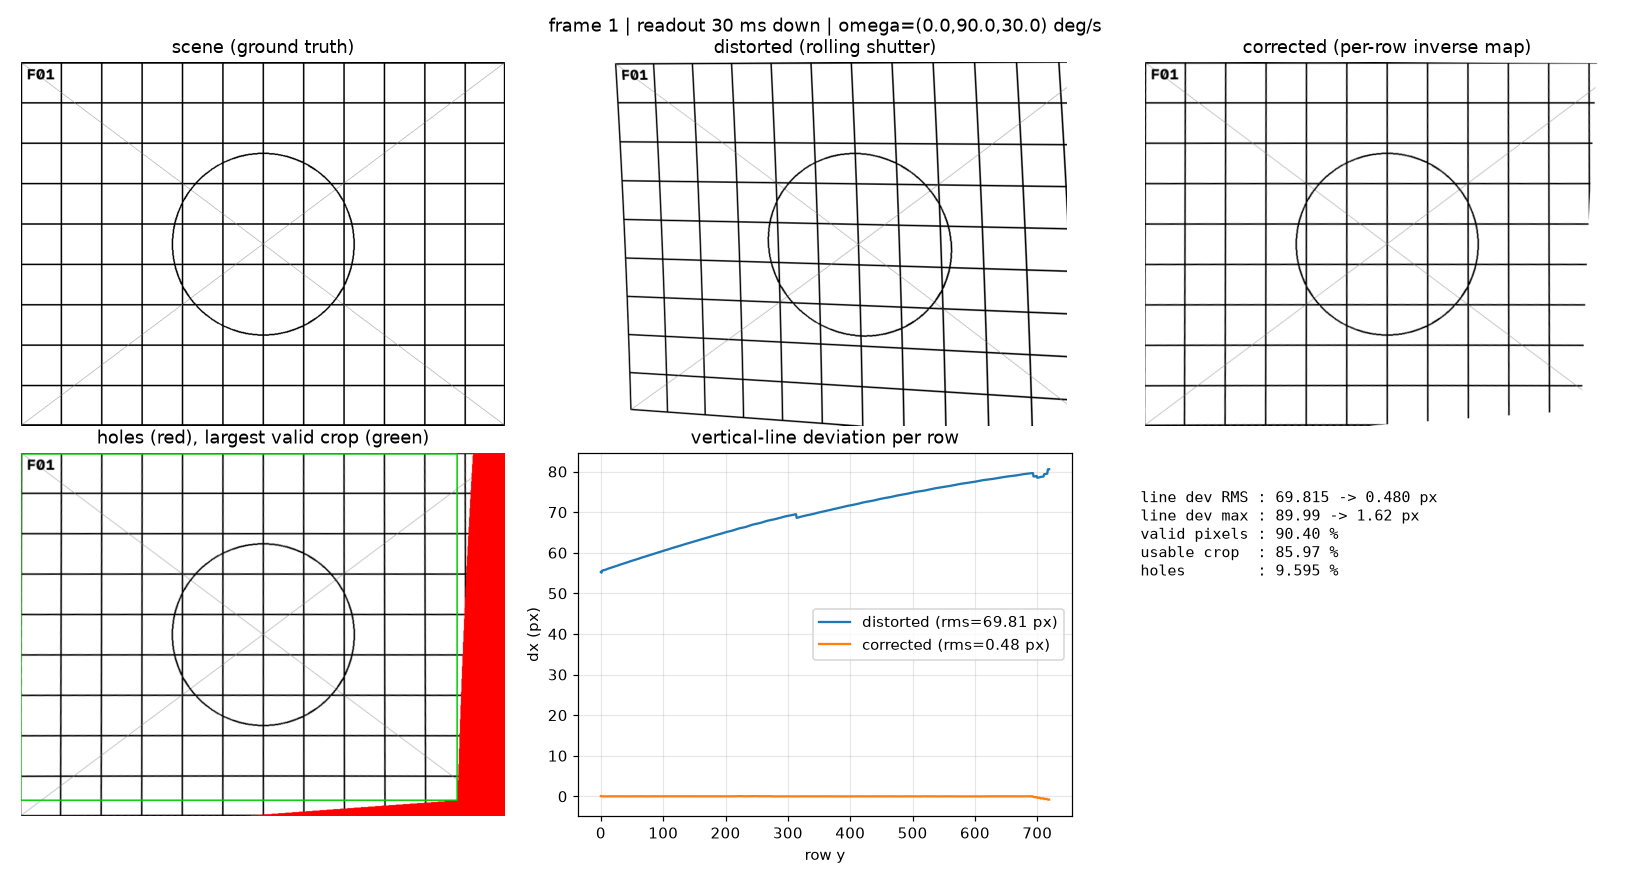 frame 1 | readout 30 ms down | omega=(0.0,90.0,30.0) deg/s
scene (ground truth)
distorted (rolling shutter)
corrected (per-row inverse map)
F01
F01
F01
holes (red), largest valid crop (green)
vertical-line deviation per row
F01
80
70
60
50
40
30
20
10
0
dx (px)
distorted (rms=69.81 px)
corrected (rms=0.48 px)
0 100 200 300 400 500 600 700
row y
line dev RMS : 69.815 -> 0.480 px
line dev max : 89.99 -> 1.62 px
valid pixels : 90.40 %
usable crop  : 85.97 %
holes        : 9.595 %